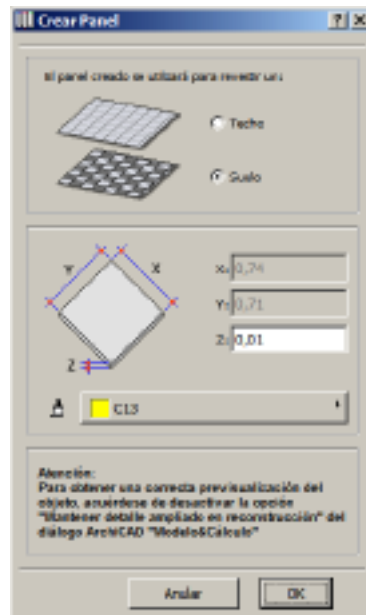 Crear Panel
El panel creado se utilizará para revestir un:
Techo
Suelo
Y X
X: 0,74
Y: 0,71
Z: 0,01
Z
C13
Atención:
Para obtener una correcta previsualización del
objeto, acuérdese de desactivar la opción
"Mantener detalle ampliado en reconstrucción" del
diálogo ArchiCAD "Modelo&Cálculo"
Anular OK